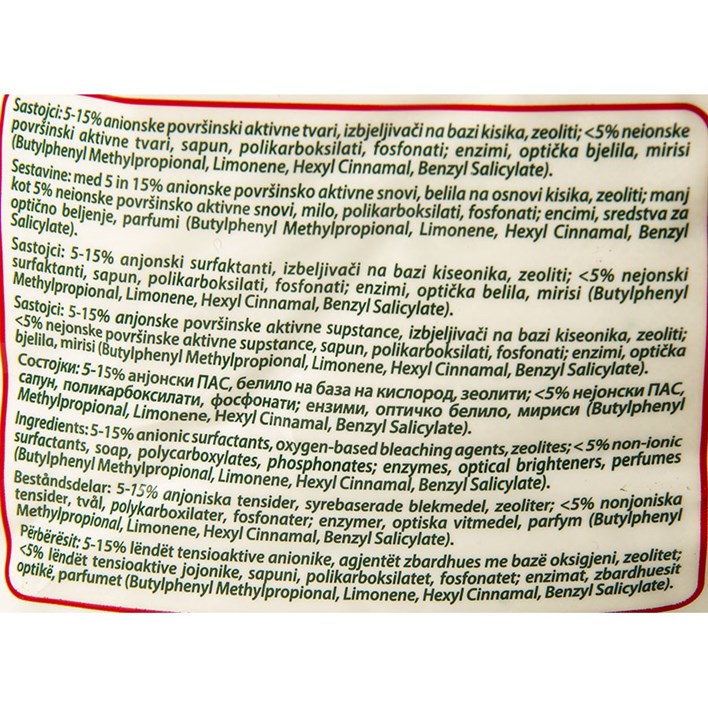 Sastojci: 5-15% anionske površinski aktivne tvari, izbjeljivači na bazi kisika, zeoliti; <5% neionske
površinski aktivne tvari, sapun, polikarboksilati, fosfonati; enzimi, optička bjelila, mirisi
(Butylphenyl Methylpropional, Limonene, Hexyl Cinnamal, Benzyl Salicylate).
Sestavine: med 5 in 15% anionske površinsko aktivne snovi, belila na osnovi kisika, zeoliti; manj
kot 5% neionske površinsko aktivne snovi, milo, polikarboksilati, fosfonati; encimi, sredstva za
optično beljenje, parfumi (Butylphenyl Methylpropional, Limonene, Hexyl Cinnamal, Benzyl
Salicylate).
Sastojci: 5-15% anjonski surfaktanti, izbeljivači na bazi kiseonika, zeoliti; <5% nejonski
surfaktanti, sapun, polikarboksilati, fosfonati; enzimi, optička belila, mirisi (Butylphenyl
Methylpropional, Limonene, Hexyl Cinnamal, Benzyl Salicylate).
Sastojci: 5-15% anjonske površinske aktivne supstance, izbjeljivači na bazi kiseonika, zeoliti;
<5% nejonske površinske aktivne supstance, sapun, polikarboksilati, fosfonati; enzimi, optička
bjelila, mirisi (Butylphenyl Methylpropional, Limonene, Hexyl Cinnamal, Benzyl Salicylate).
Состојки: 5-15% анјонски ПАС, белило на база на кислород, зеолити; <5% нејонски ПАС,
сапун, поликарбоксилати, фосфонати; ензими, оптичко белило, мириси (Butylphenyl
Methylpropional, Limonene, Hexyl Cinnamal, Benzyl Salicylate).
Ingredients: 5-15% anionic surfactants, oxygen-based bleaching agents, zeolites; <5% non-ionic
surfactants, soap, polycarboxylates, phosphonates; enzymes, optical brighteners, perfumes
(Butylphenyl Methylpropional, Limonene, Hexyl Cinnamal, Benzyl Salicylate).
Beståndsdelar: 5-15% anjoniska tensider, syrebaserade blekmedel, zeoliter; <5% nonjoniska
tensider, tvål, polykarboxilater, fosfonater; enzymer, optiska vitmedel, parfym (Butylphenyl
Methylpropional, Limonene, Hexyl Cinnamal, Benzyl Salicylate).
Përbërësit: 5-15% lëndët tensioaktive anionike, agjentët zbardhues me bazë oksigjeni, zeolitet;
<5% lëndët tensioaktive jojonike, sapuni, polikarboksilatet, fosfonatet; enzimat, zbardhuesit
optikë, parfumet (Butylphenyl Methylpropional, Limonene, Hexyl Cinnamal, Benzyl Salicylate).